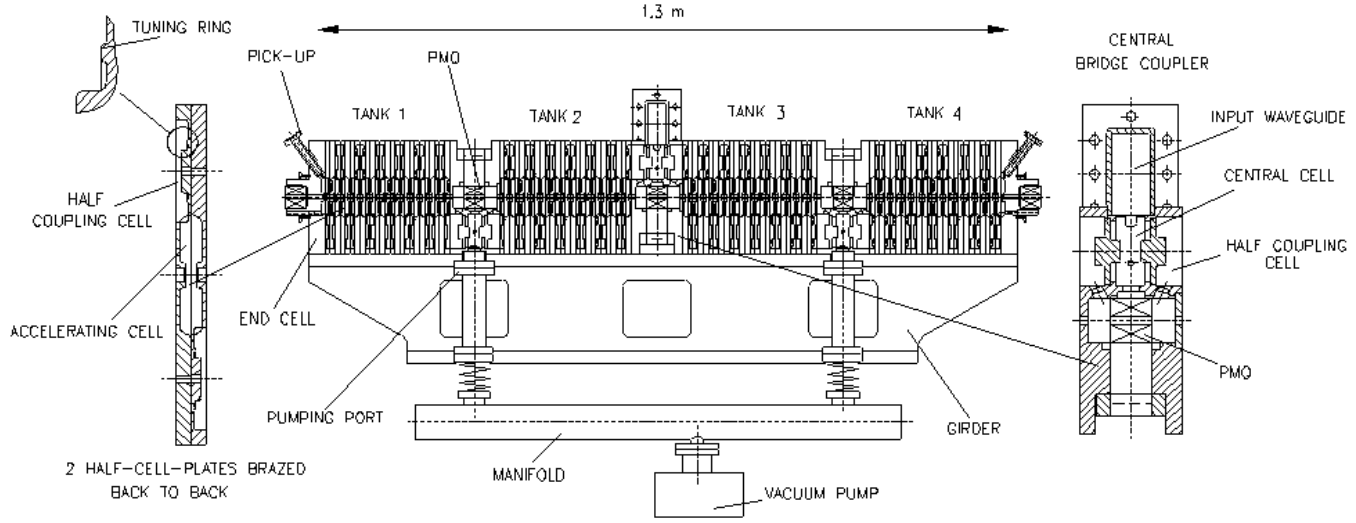 1.3 m
TUNING RING
PICK-UP
PMQ
CENTRAL
BRIDGE COUPLER
TANK 1
TANK 2
TANK 3
TANK 4
INPUT WAVEGUIDE
CENTRAL CELL
HALF
COUPLING CELL
HALF COUPLING
CELL
END CELL
ACCELERATING CELL
PMQ
PUMPING PORT
GIRDER
2 HALF-CELL-PLATES BRAZED
BACK TO BACK
MANIFOLD
VACUUM PUMP